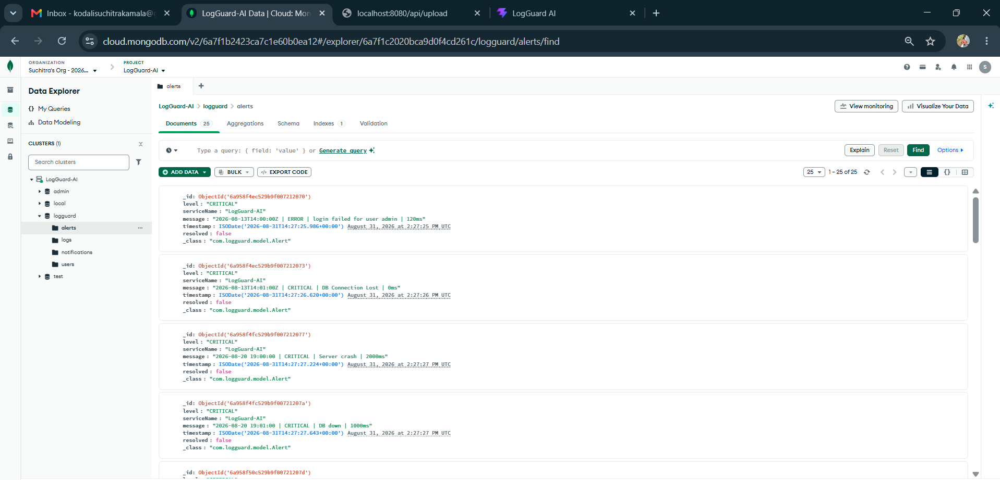 Inbox - kodalisuchitrakamala@g
LogGuard-AI Data | Cloud: Mon
localhost:8080/api/upload
LogGuard AI
cloud.mongodb.com/v2/6a7f1b2423ca7c1e60b0ea12#/explorer/6a7f1c2020bca9d0f4cd261c/logguard/alerts/find
ORGANIZATION
Suchitra's Org - 2026...
PROJECT
LogGuard-AI
S
Data Explorer
My Queries
Data Modeling
CLUSTERS (1)
Search clusters
LogGuard-AI
admin
local
logguard
alerts
logs
notifications
users
test
alerts
LogGuard-AI > logguard > alerts
View monitoring
Visualize Your Data
Documents 25
Aggregations
Schema
Indexes 1
Validation
Type a query: { field: 'value' } or Generate query
Explain
Reset
Find
Options
ADD DATA
BULK
EXPORT CODE
25
1 – 25 of 25
_id: ObjectId('6a958f4ec529b9f007212070')
level : "CRITICAL"
serviceName : "LogGuard-AI"
message : "2026-08-13T14:00:00Z | ERROR | login failed for user admin | 120ms"
timestamp : ISODate('2026-08-31T14:27:25.986+00:00') August 31, 2026 at 2:27:25 PM UTC
resolved : false
_class : "com.logguard.model.Alert"
_id: ObjectId('6a958f4ec529b9f007212073')
level : "CRITICAL"
serviceName : "LogGuard-AI"
message : "2026-08-13T14:01:00Z | CRITICAL | DB Connection Lost | 0ms"
timestamp : ISODate('2026-08-31T14:27:26.620+00:00') August 31, 2026 at 2:27:26 PM UTC
resolved : false
_class : "com.logguard.model.Alert"
_id: ObjectId('6a958f4fc529b9f007212077')
level : "CRITICAL"
serviceName : "LogGuard-AI"
message : "2026-08-20 19:00:00 | CRITICAL | Server crash | 2000ms"
timestamp : ISODate('2026-08-31T14:27:27.224+00:00') August 31, 2026 at 2:27:27 PM UTC
resolved : false
_class : "com.logguard.model.Alert"
_id: ObjectId('6a958f4fc529b9f00721207a')
level : "CRITICAL"
serviceName : "LogGuard-AI"
message : "2026-08-20 19:01:00 | CRITICAL | DB down | 1000ms"
timestamp : ISODate('2026-08-31T14:27:27.643+00:00') August 31, 2026 at 2:27:27 PM UTC
resolved : false
_class : "com.logguard.model.Alert"
_id: ObjectId('6a958f50c529b9f00721207d')